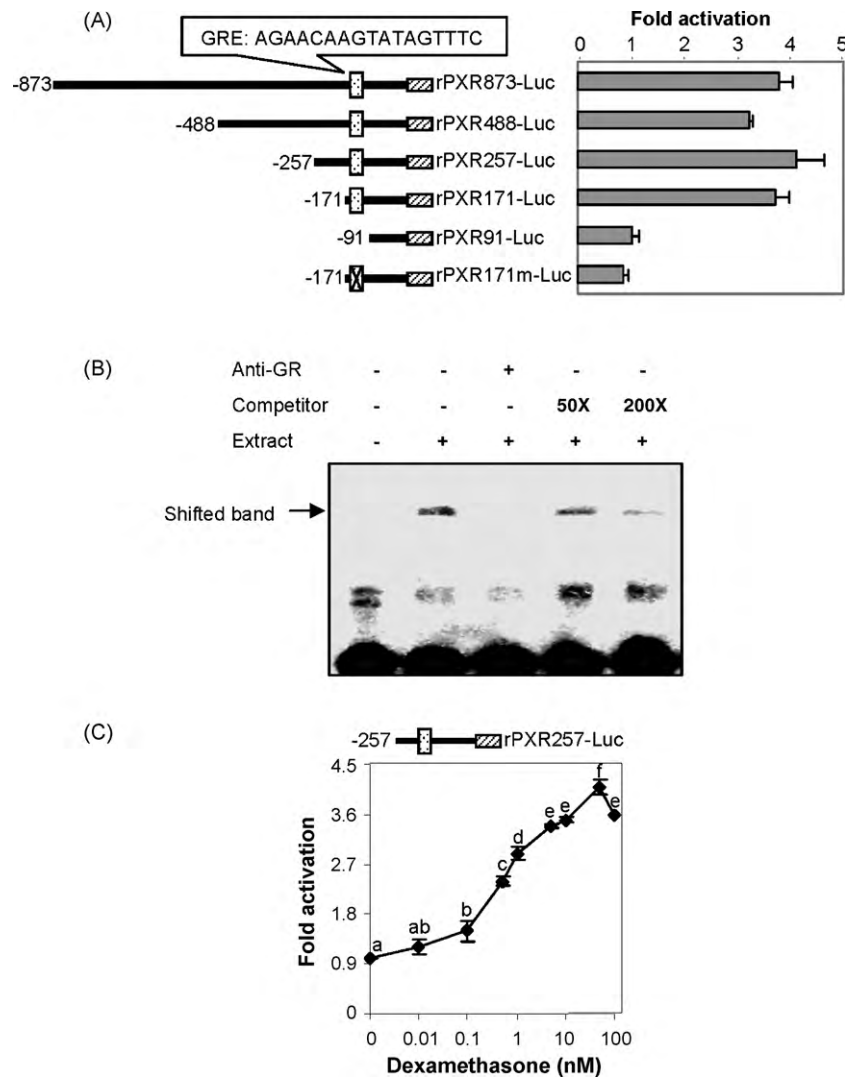 (A)
Fold activation
GRE: AGAACAAGTATAGTTTC
0 1 2 3 4 5
-873 rPXR873-Luc
-488 rPXR488-Luc
-257 rPXR257-Luc
-171 rPXR171-Luc
-91 rPXR91-Luc
-171 rPXR171m-Luc
(B)
Anti-GR - - + - -
Competitor - - - 50X 200X
Extract - + + + +
Shifted band
(C)
-257 rPXR257-Luc
Fold activation
4.5
3.6
2.7
1.8
0.9
0
a ab b c d e e f e
0 0.01 0.1 1 10 100
Dexamethasone (nM)